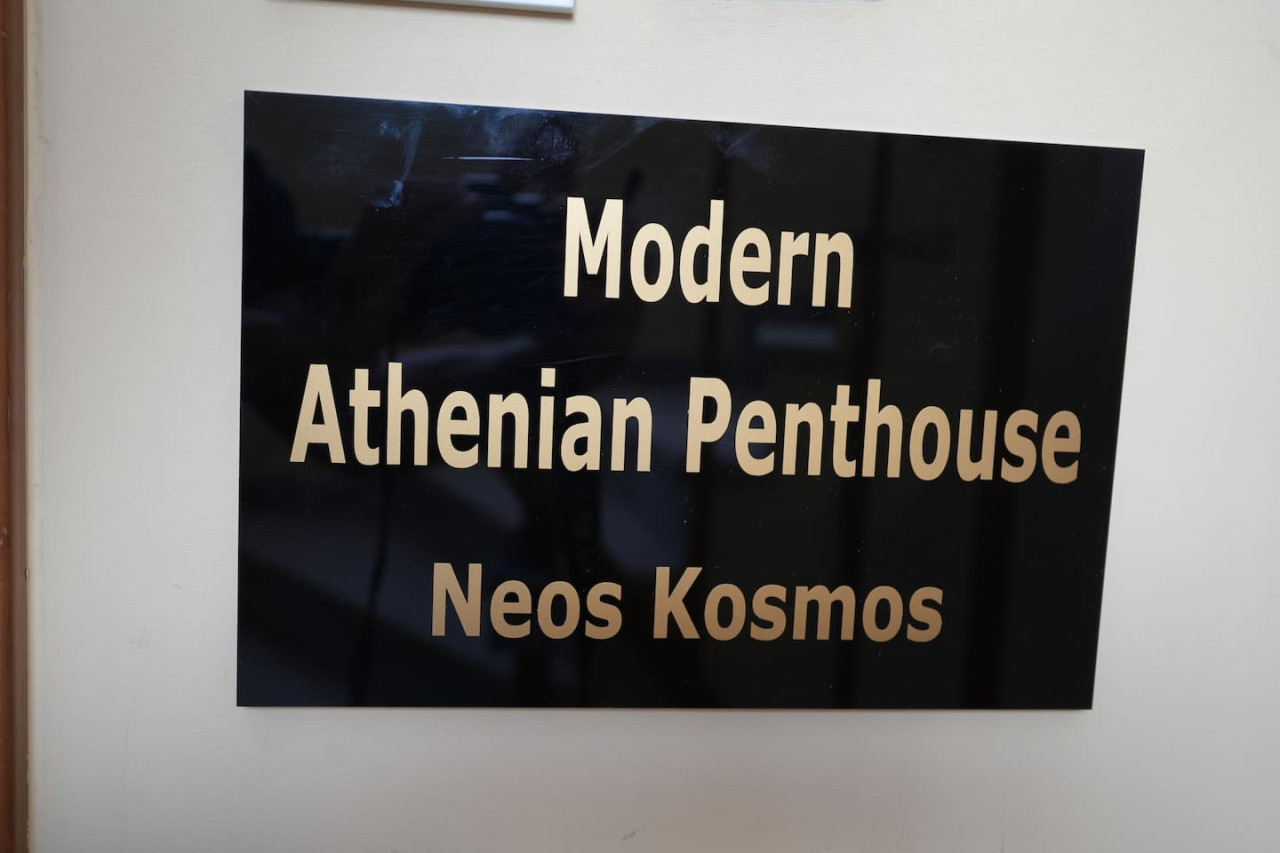 Modern
Athenian Penthouse
Neos Kosmos